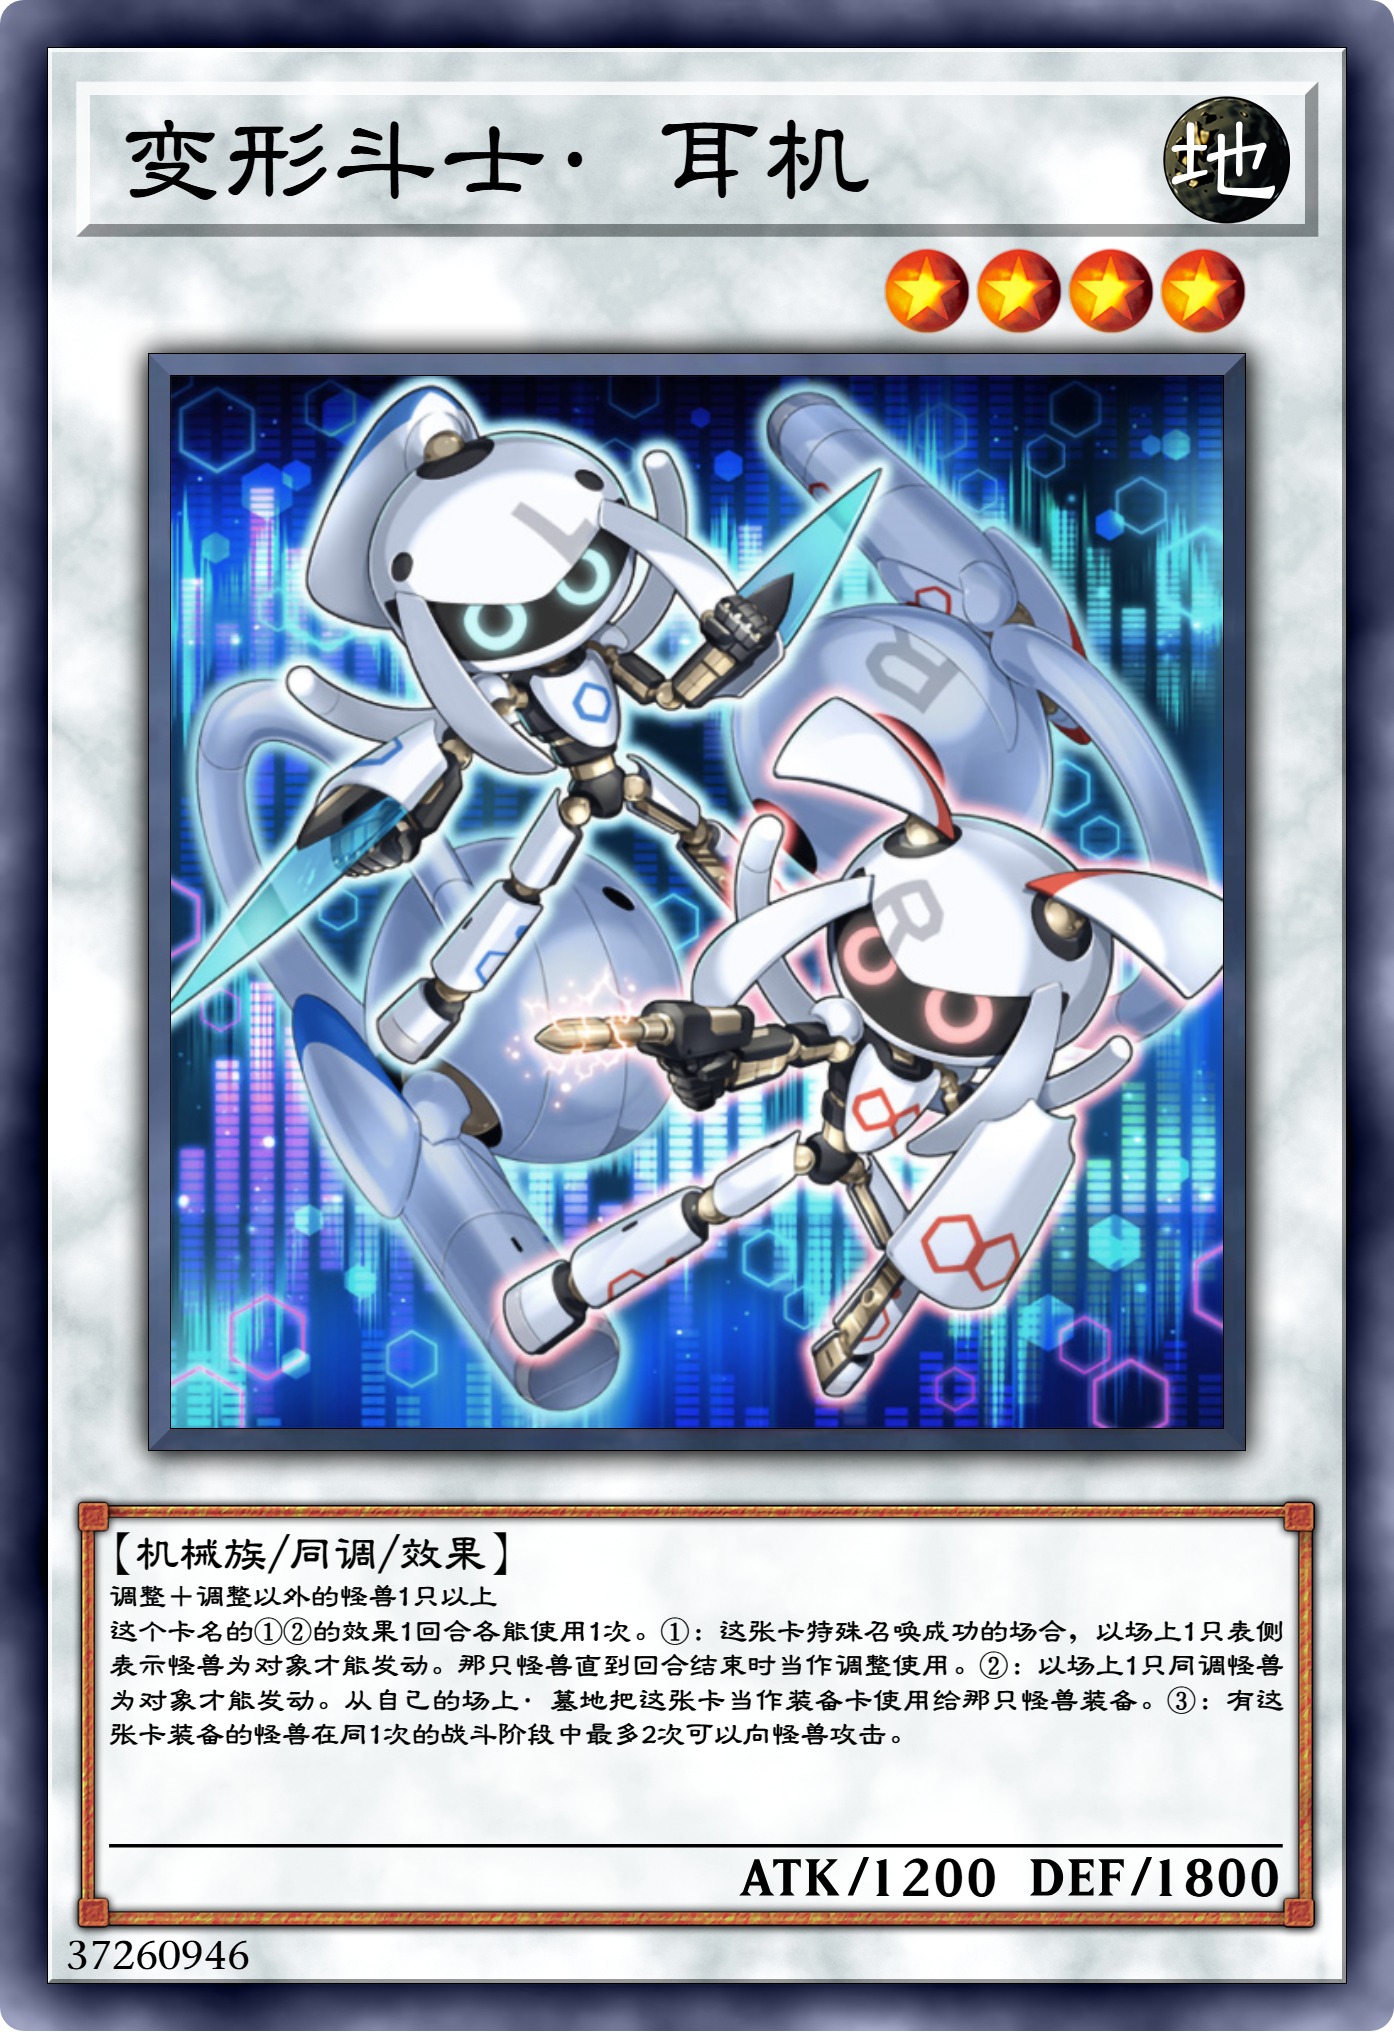 变形斗士·耳机
地
L
R
R
【机械族/同调/效果】
调整+调整以外的怪兽1只以上
这个卡名的①②的效果1回合各能使用1次。①：这张卡特殊召唤成功的场合，以场上1只表侧
表示怪兽为对象才能发动。那只怪兽直到回合结束时当作调整使用。②：以场上1只同调怪兽
为对象才能发动。从自己的场上·墓地把这张卡当作装备卡使用给那只怪兽装备。③：有这
张卡装备的怪兽在同1次的战斗阶段中最多2次可以向怪兽攻击。
ATK/1200 DEF/1800
37260946